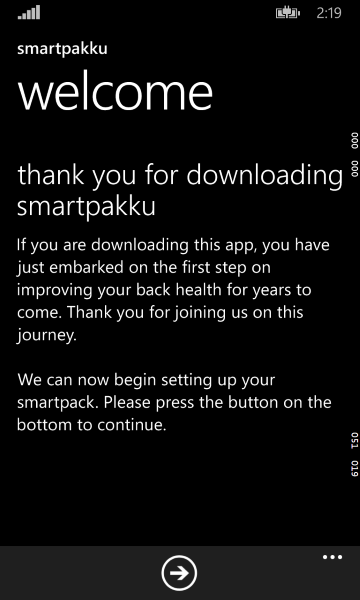 2:19
smartpakku
welcome
000
000
thank you for downloading
smartpakku
If you are downloading this app, you have
just embarked on the first step on
improving your back health for years to
come. Thank you for joining us on this
journey.
We can now begin setting up your
smartpack. Please press the button on the
bottom to continue.
051
019